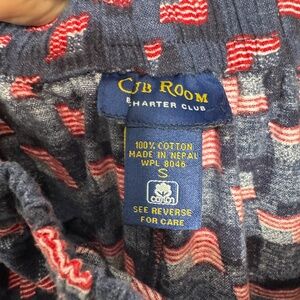 CLUB ROOM
CHARTER CLUB
100% COTTON
MADE IN NEPAL
WPL 8046
S
cotton
SEE REVERSE
FOR CARE